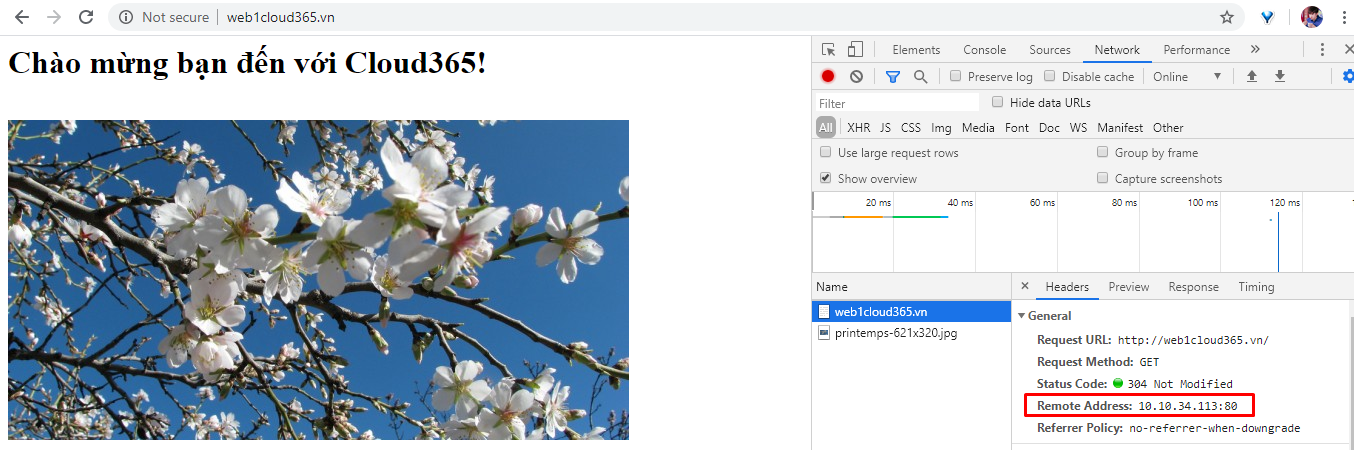 Not secure web1cloud365.vn
Chào mừng bạn đến với Cloud365!
Elements Console Sources Network Performance »
Preserve log Disable cache Online
Filter Hide data URLs
All XHR JS CSS Img Media Font Doc WS Manifest Other
Use large request rows Group by frame
Show overview Capture screenshots
20 ms 40 ms 60 ms 80 ms 100 ms 120 ms
Name
web1cloud365.vn
printemps-621x320.jpg
Headers Preview Response Timing
General
Request URL: http://web1cloud365.vn/
Request Method: GET
Status Code: 304 Not Modified
Remote Address: 10.10.34.113:80
Referrer Policy: no-referrer-when-downgrade